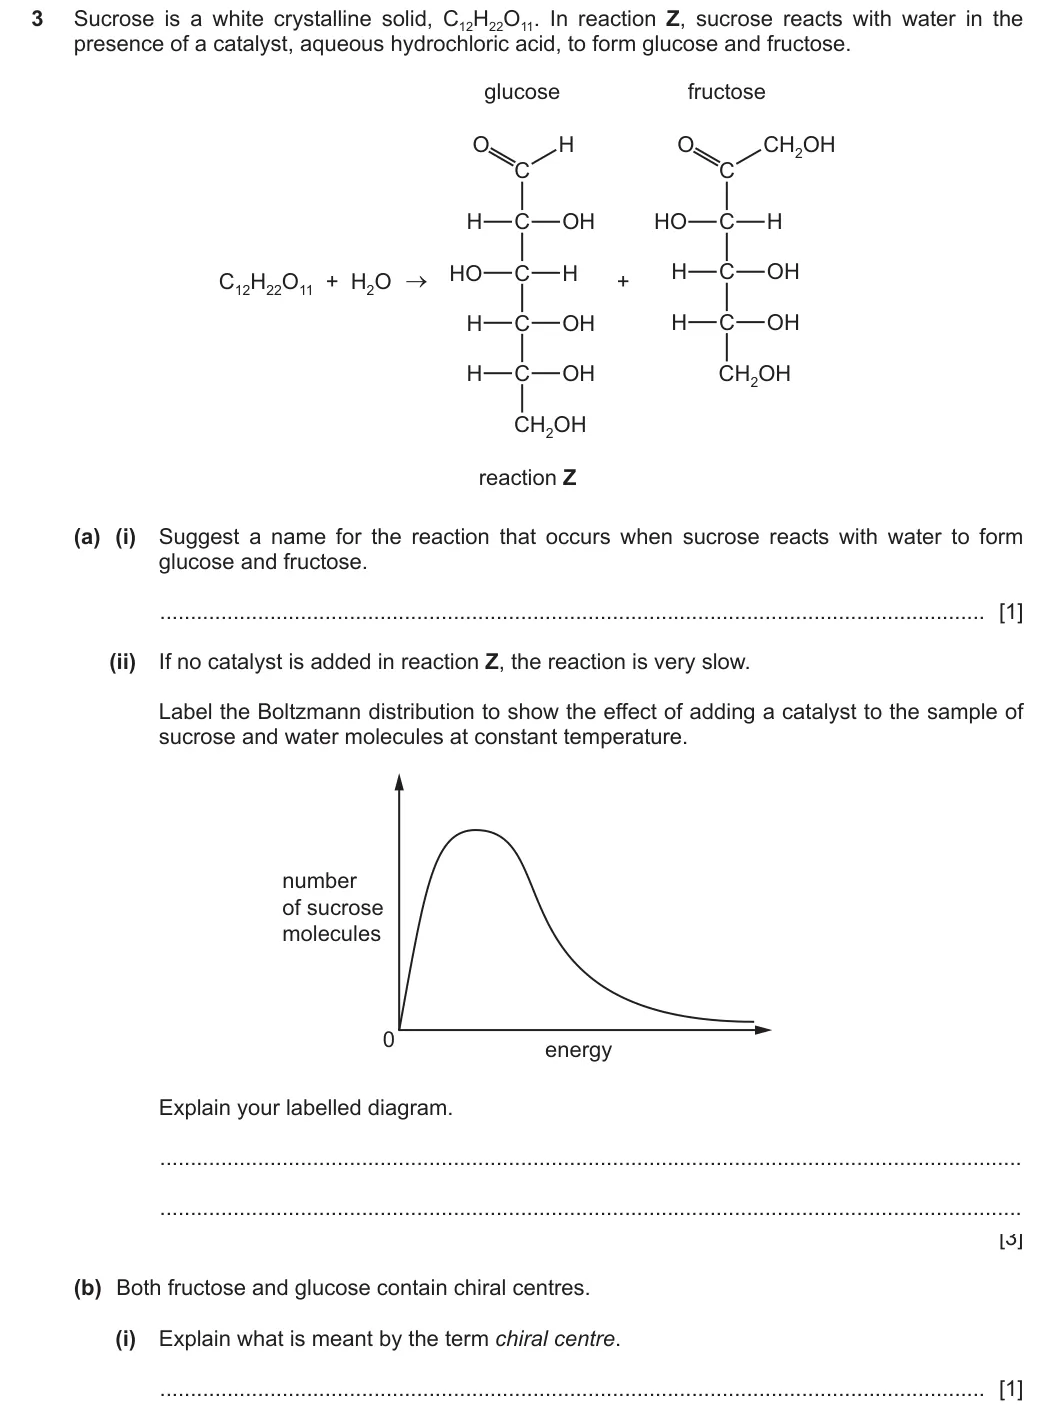 3 Sucrose is a white crystalline solid, C₁₂H₂₂O₁₁. In reaction Z, sucrose reacts with water in the
presence of a catalyst, aqueous hydrochloric acid, to form glucose and fructose.
glucose fructose
O H O CH₂OH
C C
H C OH HO C H
HO C H H C OH
C₁₂H₂₂O₁₁ + H₂O → +
H C OH H C OH
H C OH CH₂OH
CH₂OH
reaction Z
(a) (i) Suggest a name for the reaction that occurs when sucrose reacts with water to form
glucose and fructose.
[1]
(ii) If no catalyst is added in reaction Z, the reaction is very slow.
Label the Boltzmann distribution to show the effect of adding a catalyst to the sample of
sucrose and water molecules at constant temperature.
number
of sucrose
molecules
0
energy
Explain your labelled diagram.
[3]
(b) Both fructose and glucose contain chiral centres.
(i) Explain what is meant by the term chiral centre.
[1]